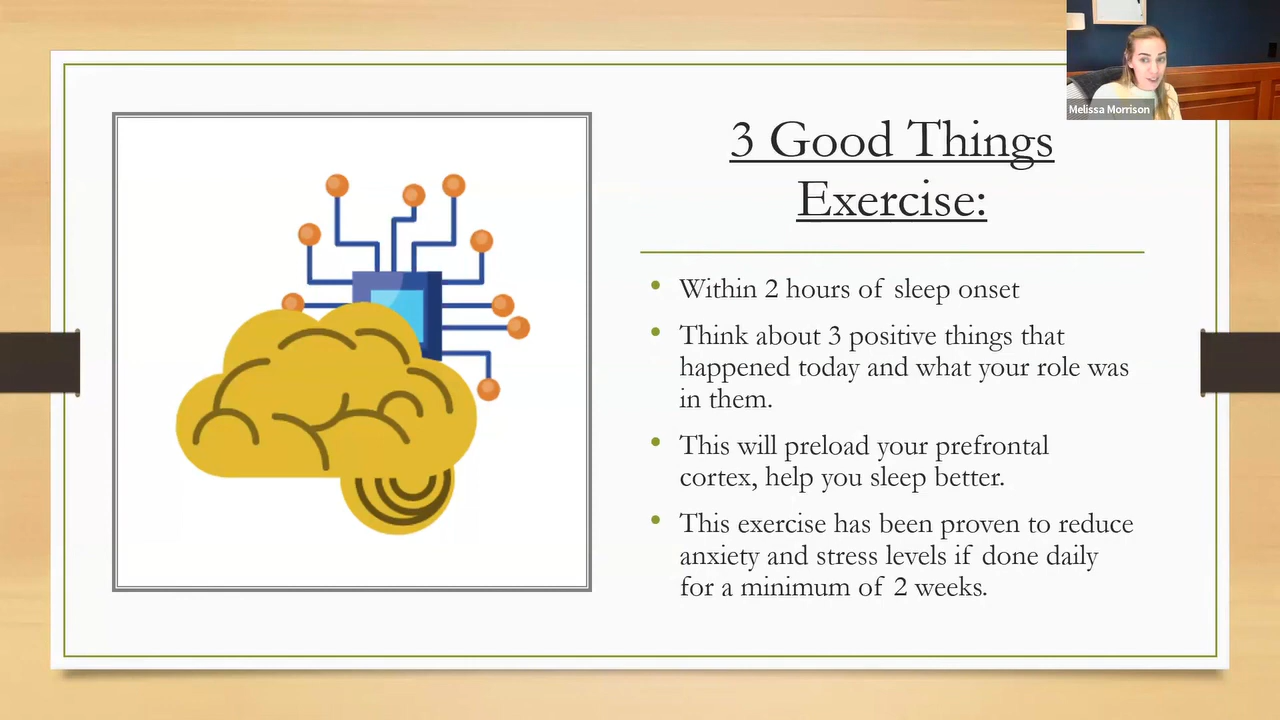 Melissa Morrison
3 Good Things
Exercise:
• Within 2 hours of sleep onset
• Think about 3 positive things that
happened today and what your role was
in them.
• This will preload your prefrontal
cortex, help you sleep better.
• This exercise has been proven to reduce
anxiety and stress levels if done daily
for a minimum of 2 weeks.